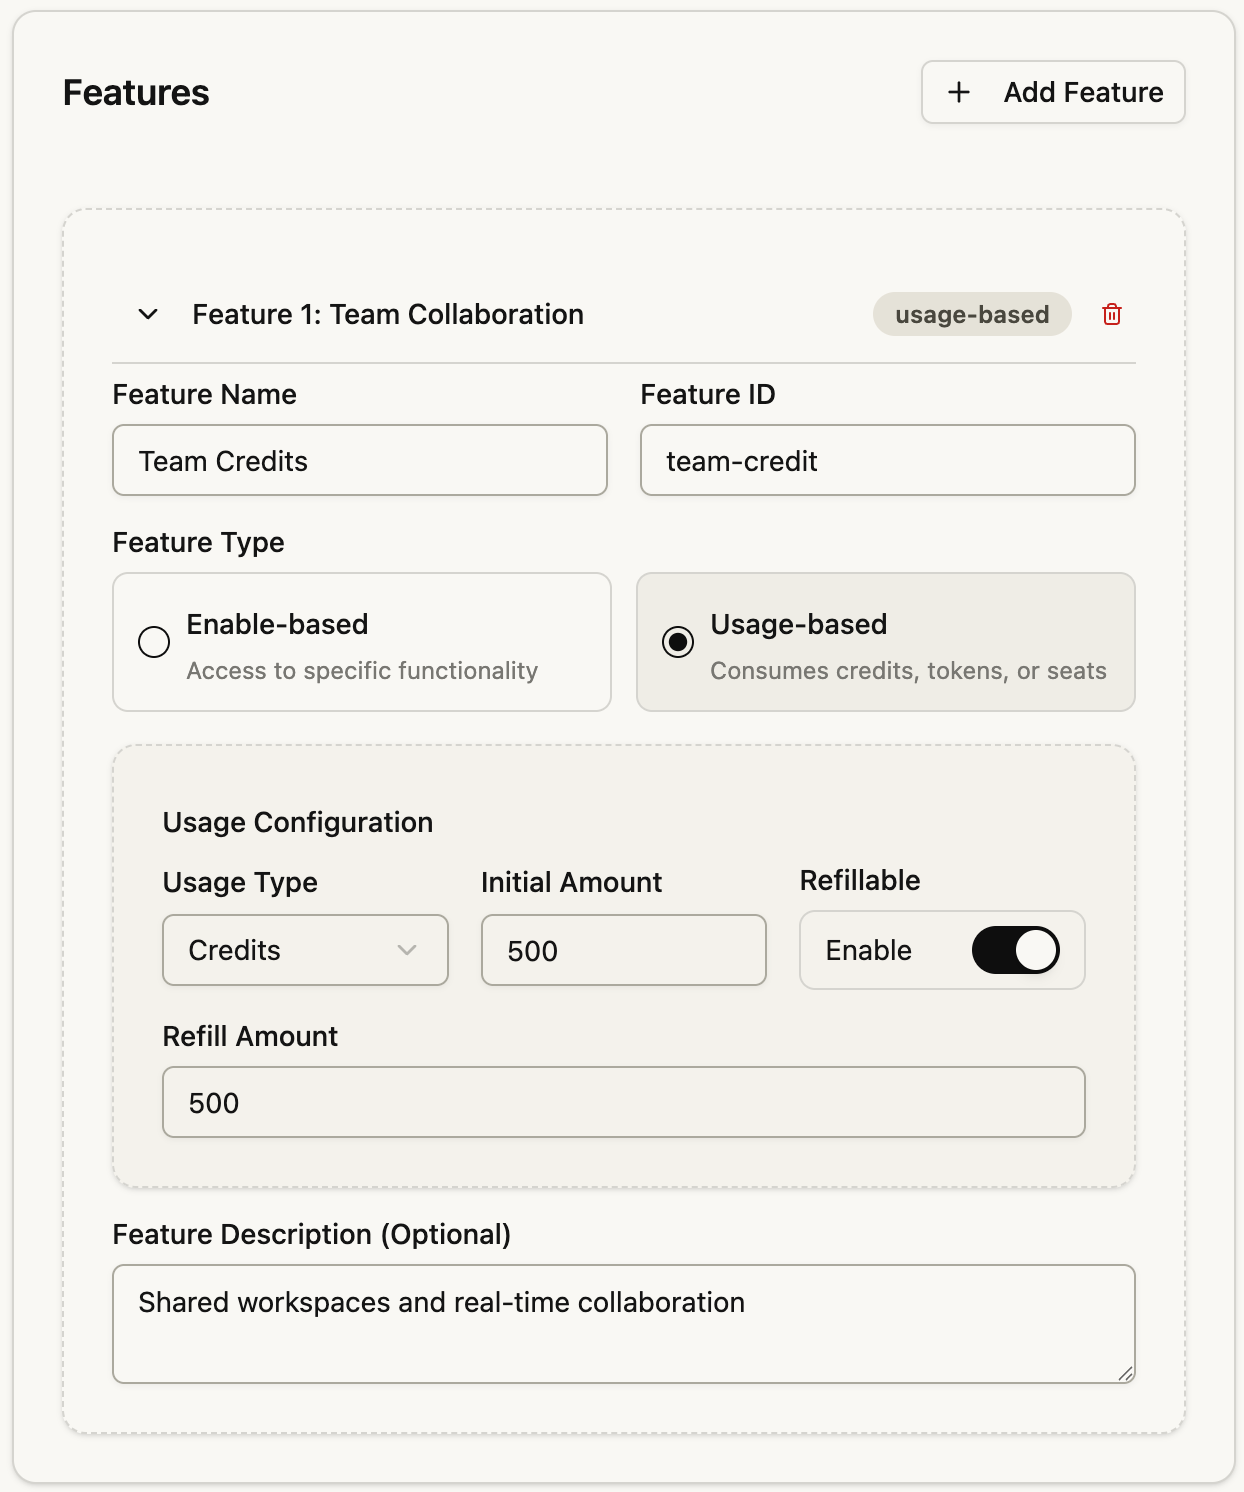 Features
Add Feature
Feature 1: Team Collaboration
usage-based
Feature Name
Feature ID
Team Credits
team-credit
Feature Type
Enable-based
Access to specific functionality
Usage-based
Consumes credits, tokens, or seats
Usage Configuration
Usage Type
Initial Amount
Refillable
Credits
500
Enable
Refill Amount
500
Feature Description (Optional)
Shared workspaces and real-time collaboration